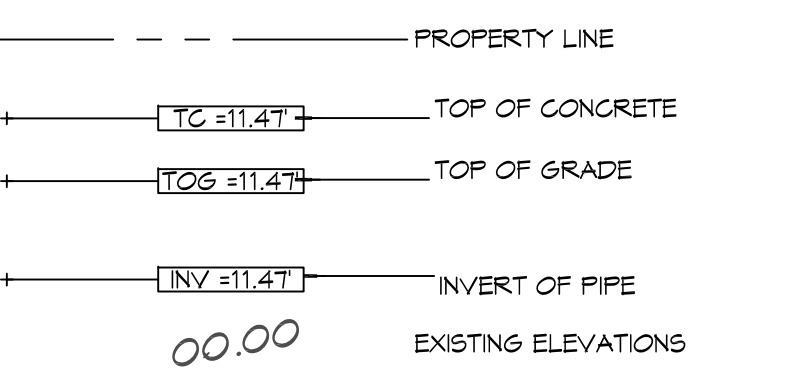 PROPERTY LINE
TC =11.47' TOP OF CONCRETE
TOG =11.47' TOP OF GRADE
INV =11.47' INVERT OF PIPE
00.00 EXISTING ELEVATIONS